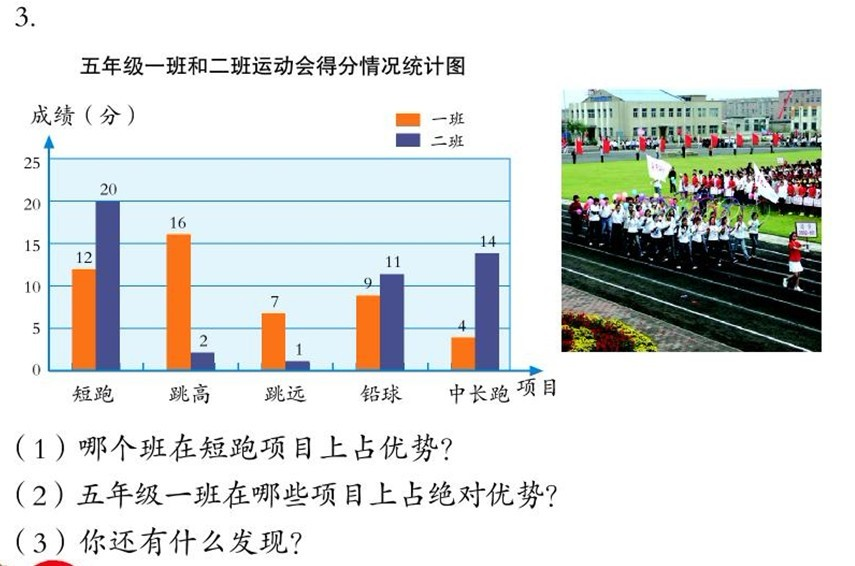 3.
五年级一班和二班运动会得分情况统计图
成绩（分）
一班
二班
25
20
15
10
5
0
12
20
16
2
7
1
9
11
4
14
短跑
跳高
跳远
铅球
中长跑
项目
（1）哪个班在短跑项目上占优势？
（2）五年级一班在哪些项目上占绝对优势？
（3）你还有什么发现？